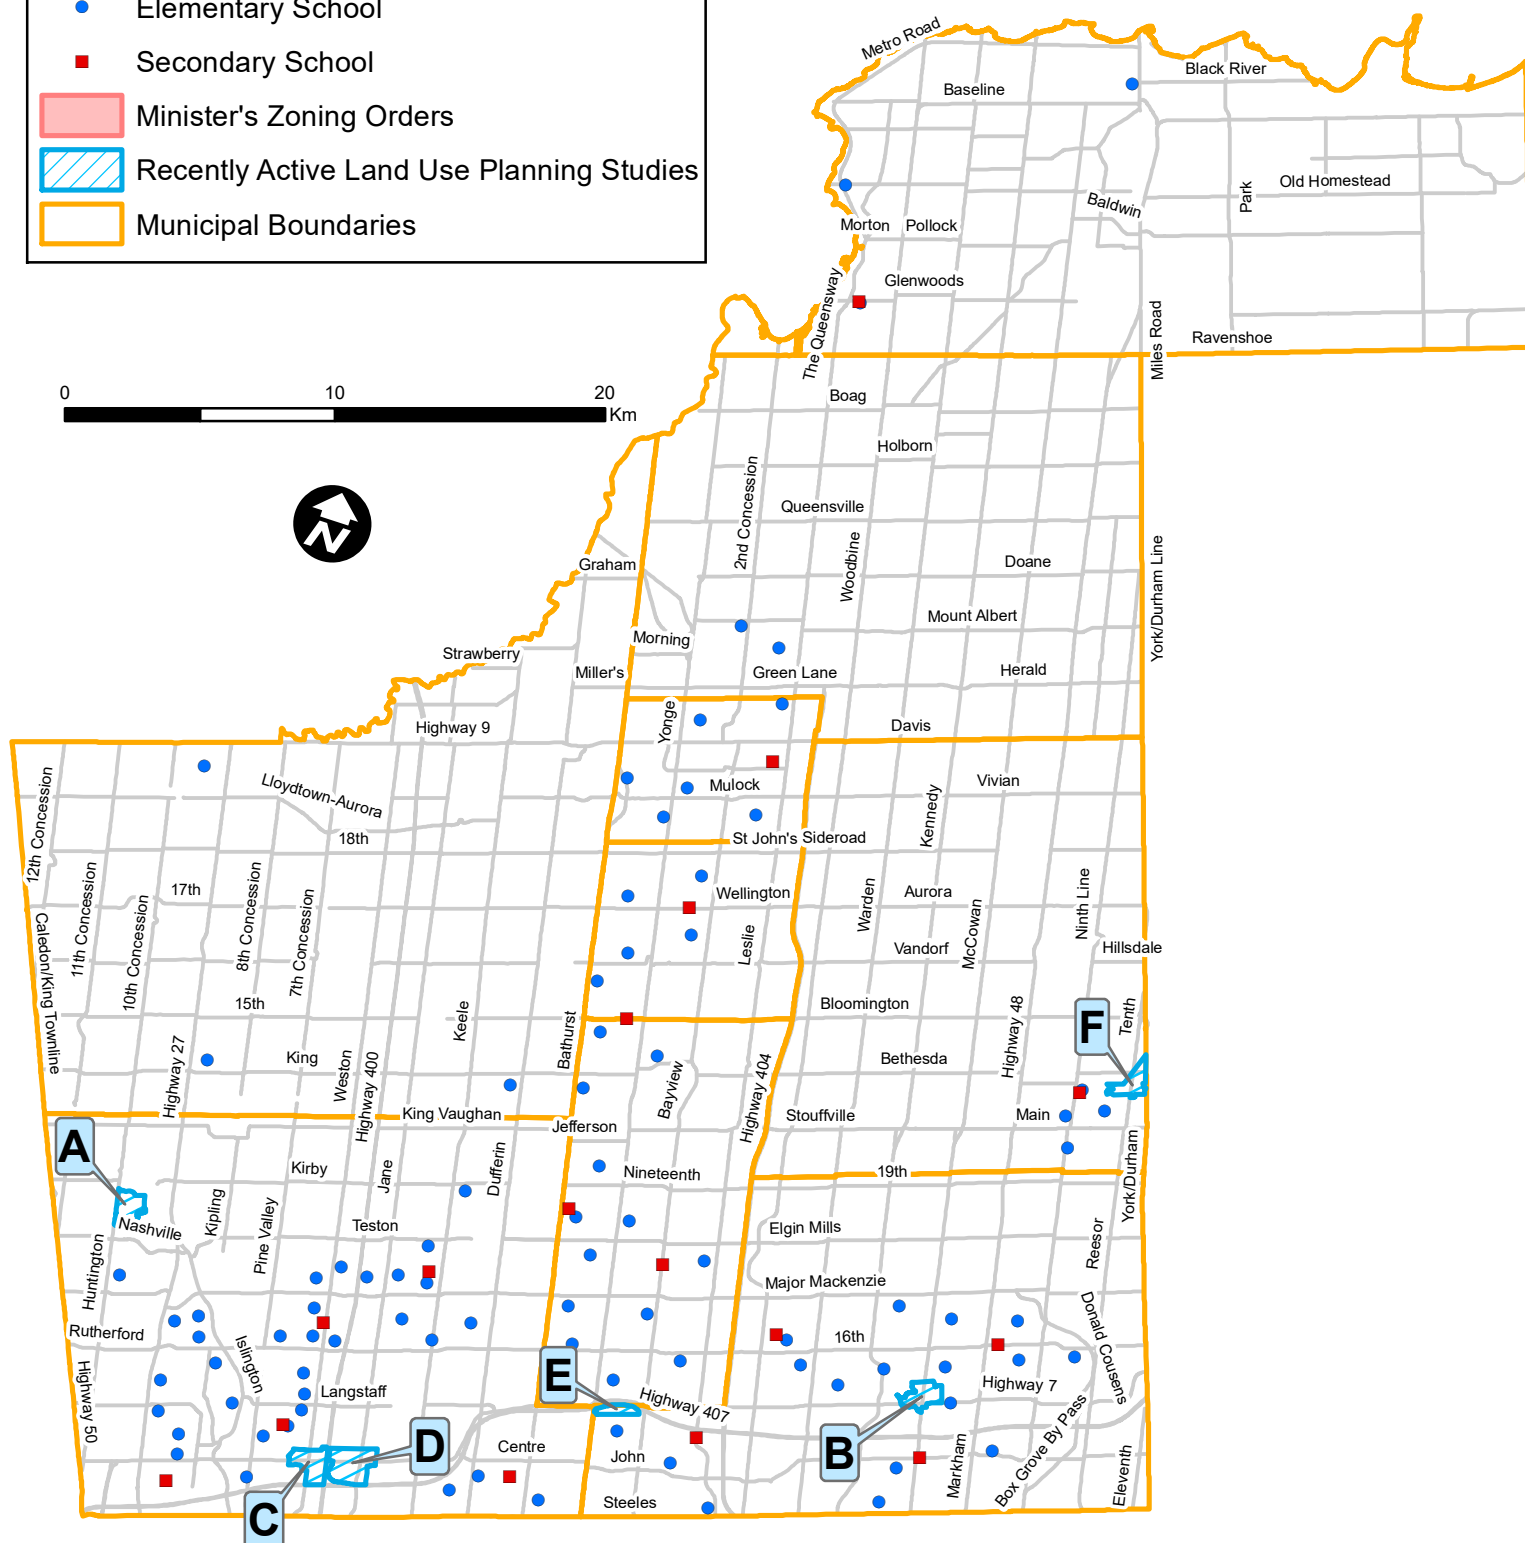 Elementary School
Secondary School
Minister's Zoning Orders
Recently Active Land Use Planning Studies
Municipal Boundaries
Metro Road
Black River
Baseline
Old Homestead
Park
Baldwin
Morton
Pollock
Glenwoods
The Queensway
Miles Road
Ravenshoe
0
10
20
Km
Boag
Holborn
N
2nd Concession
Queensville
Woodbine
Doane
York/Durham Line
Graham
Mount Albert
Morning
Strawberry
Miller's
Green Lane
Herald
Yonge
Highway 9
Davis
12th Concession
Lloydtown-Aurora
Mulock
Vivian
Kennedy
18th
St John's Sideroad
17th
Wellington
Warden
Aurora
Ninth Line
11th Concession
10th Concession
8th Concession
7th Concession
Leslie
Vandorf
McCowan
Hillsdale
Caledon/King Townline
15th
Keele
Bathurst
Bloomington
Highway 48
Tenth
F
Highway 27
King
Weston
Highway 400
Bayview
Highway 404
Bethesda
King Vaughan
Jefferson
Stouffville
Main
A
Kirby
Jane
Dufferin
Nineteenth
19th
York/Durham
Nashville
Kipling
Pine Valley
Teston
Elgin Mills
Reesor
Huntington
Major Mackenzie
Donald Cousens
Rutherford
Islington
16th
Highway 50
Langstaff
E
Highway 407
Highway 7
D
Centre
John
B
Markham
Box Grove By Pass
Eleventh
C
Steeles